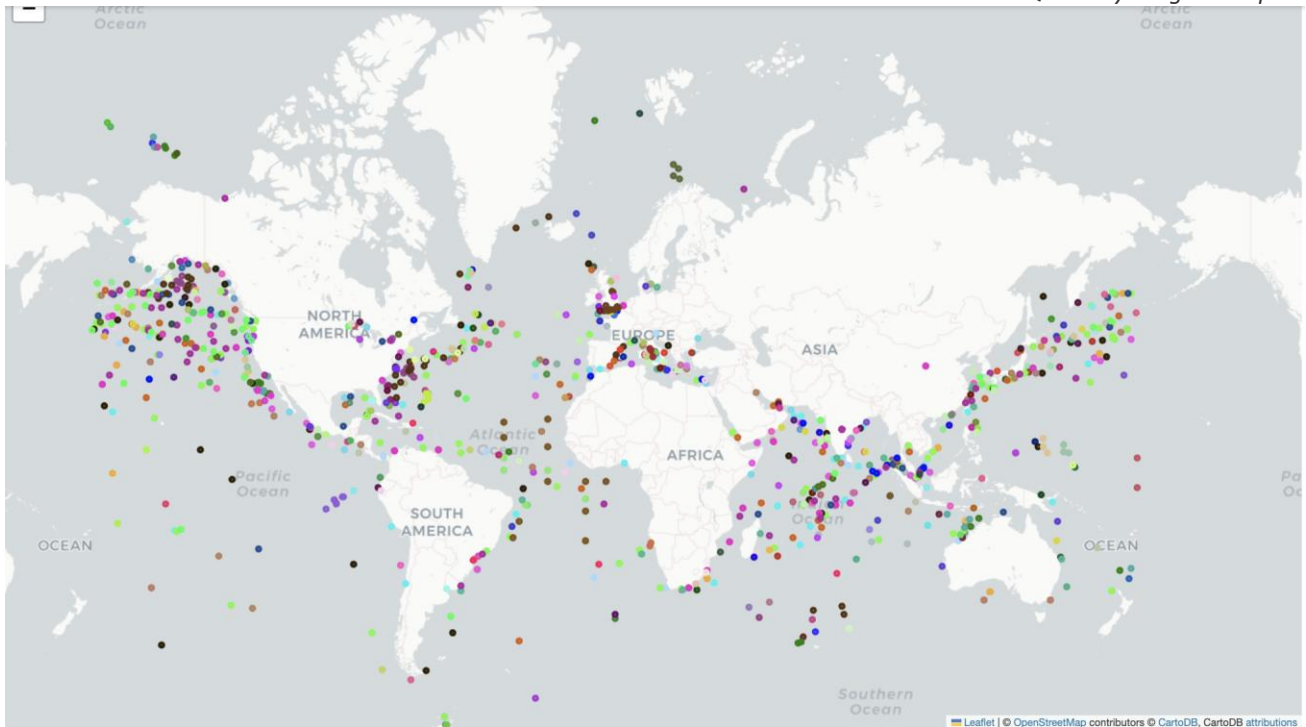 Arctic
Ocean
Arctic
Ocean
NORTH
AMERICA
EUROPE
ASIA
Atlantic
Ocean
AFRICA
Pacific
Ocean
SOUTH
AMERICA
Indian
Ocean
OCEAN
OCEAN
Southern
Ocean
Leaflet | © OpenStreetMap contributors © CartoDB, CartoDB attributions